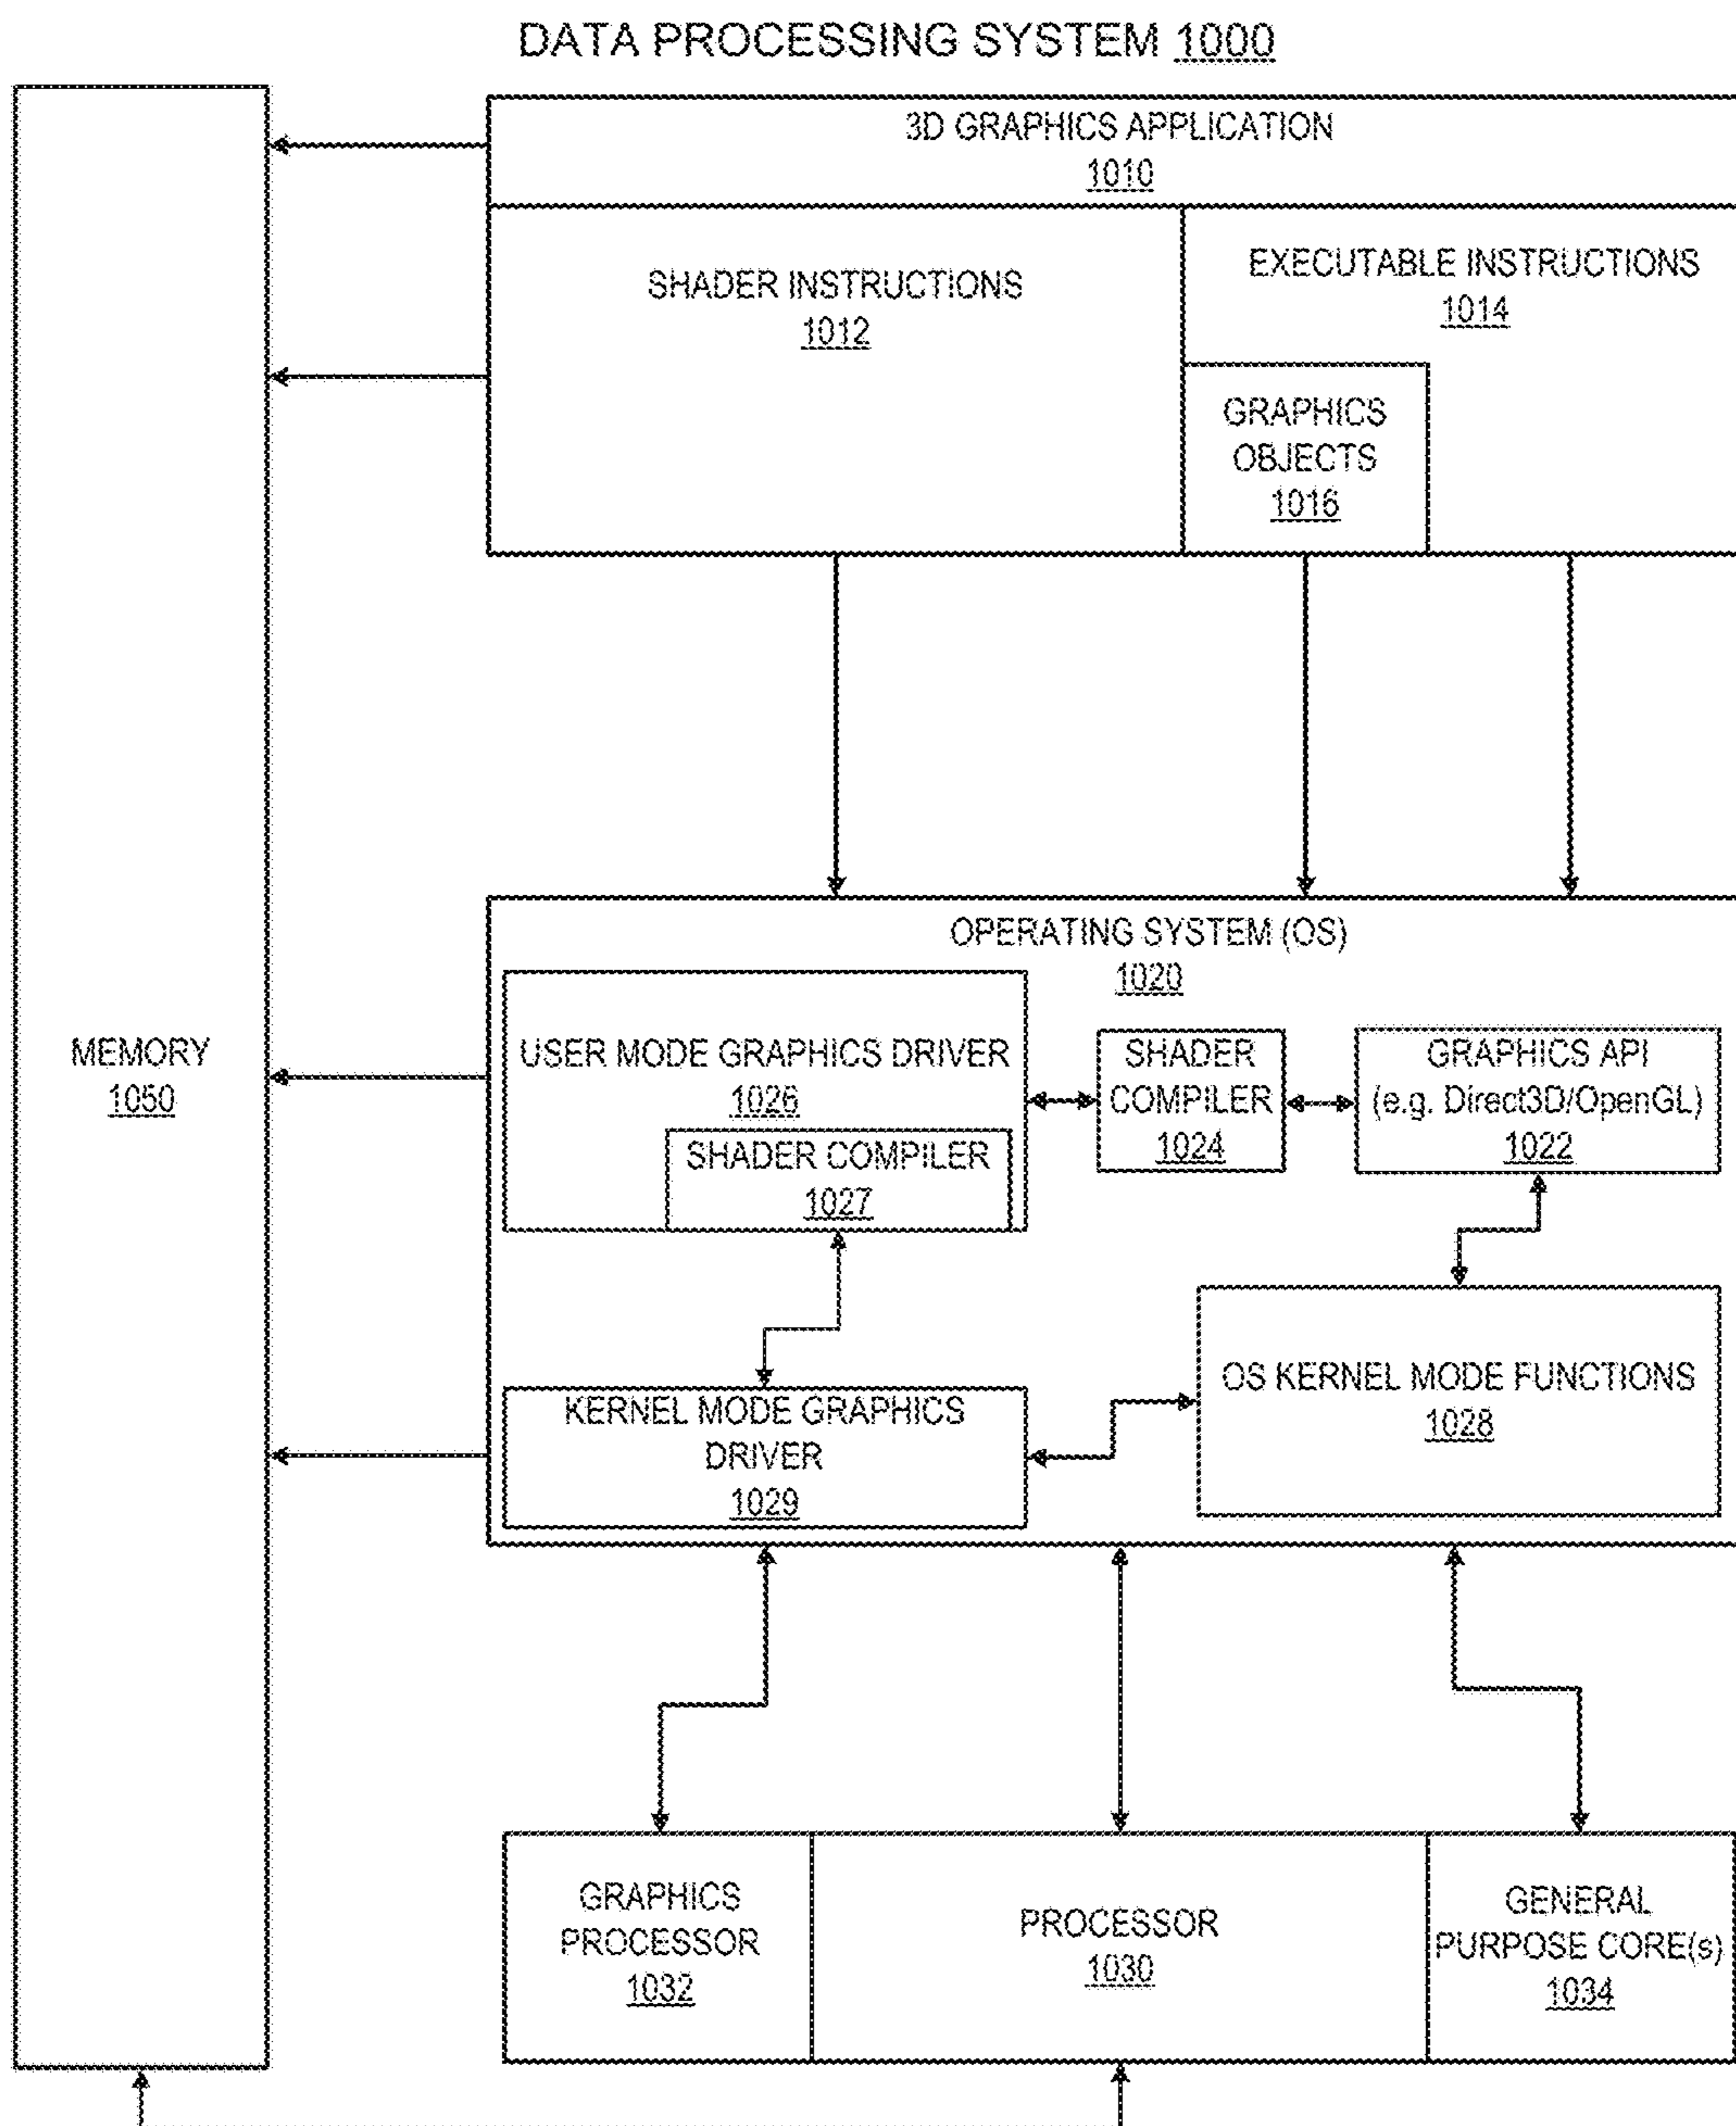 DATA PROCESSING SYSTEM 1000
3D GRAPHICS APPLICATION
1010
SHADER INSTRUCTIONS
1012
EXECUTABLE INSTRUCTIONS
1014
GRAPHICS
OBJECTS
1016
OPERATING SYSTEM (OS)
1020
MEMORY
1050
USER MODE GRAPHICS DRIVER
1026
SHADER COMPILER
1027
SHADER
COMPILER
1024
GRAPHICS API
(e.g. Direct3D/OpenGL)
1022
KERNEL MODE GRAPHICS
DRIVER
1029
OS KERNEL MODE FUNCTIONS
1028
GRAPHICS
PROCESSOR
1032
PROCESSOR
1030
GENERAL
PURPOSE CORE(s)
1034